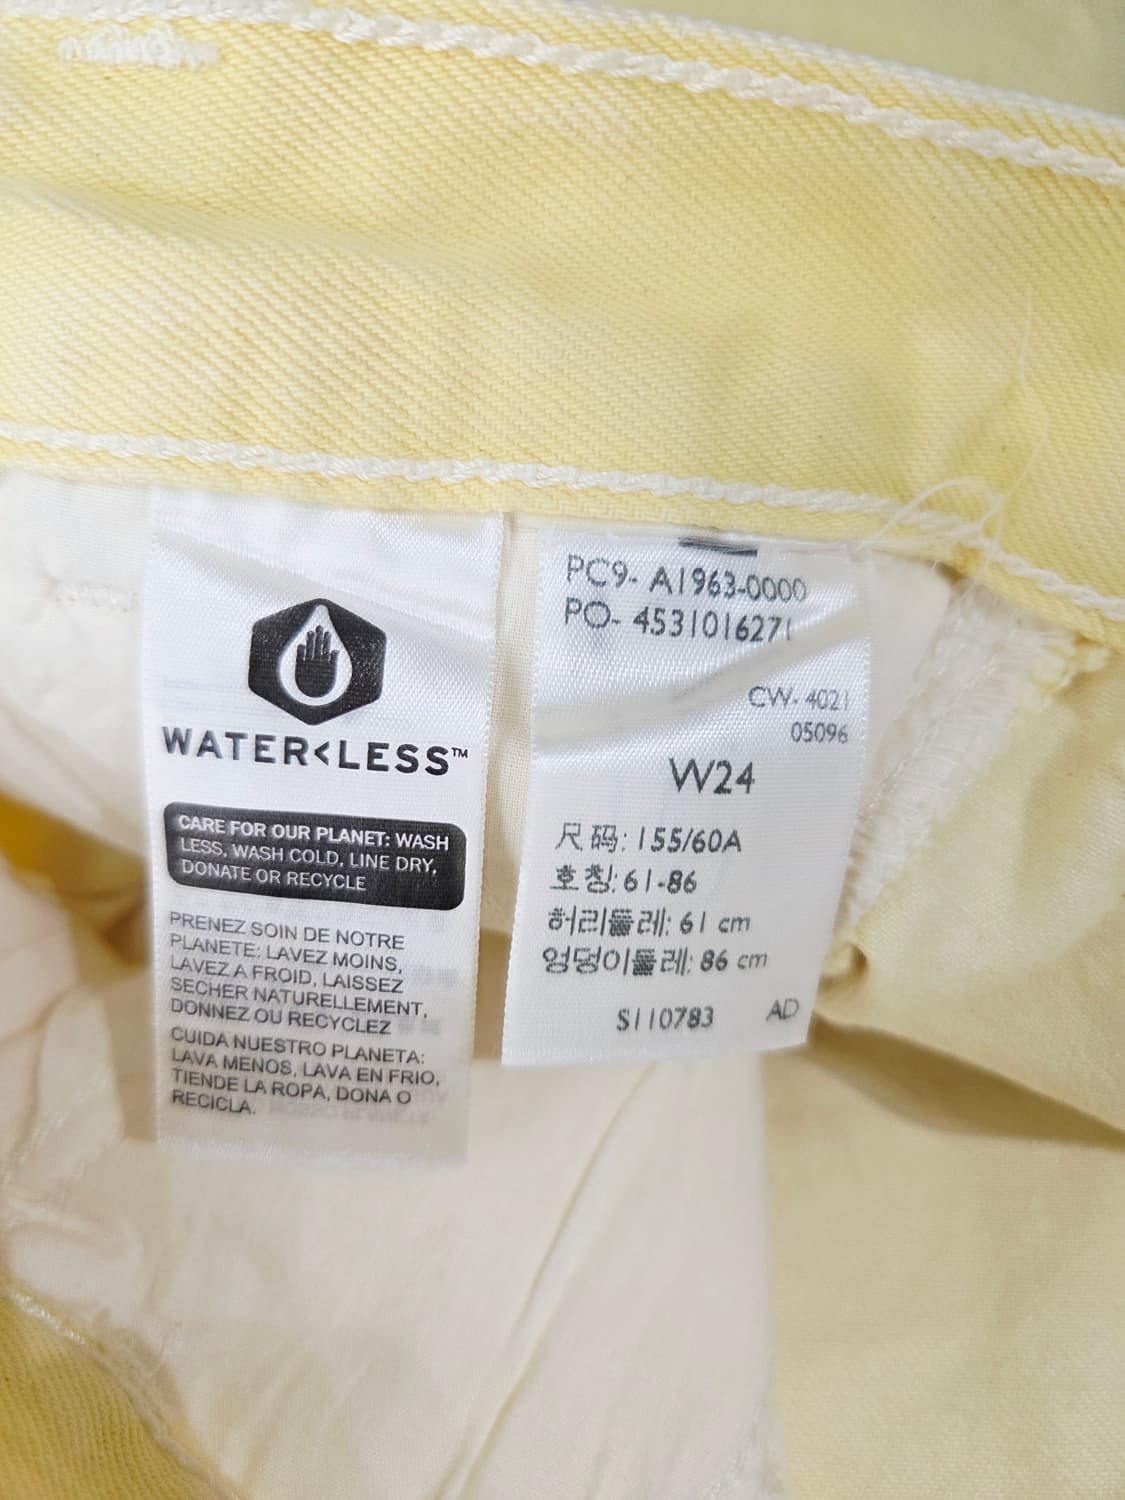 WATER<LESS™
CARE FOR OUR PLANET: WASH
LESS, WASH COLD, LINE DRY,
DONATE OR RECYCLE
PRENEZ SOIN DE NOTRE
PLANETE: LAVEZ MOINS,
LAVEZ A FROID, LAISSEZ
SECHER NATURELLEMENT,
DONNEZ OU RECYCLEZ
CUIDA NUESTRO PLANETA:
LAVA MENOS, LAVA EN FRIO,
TIENDE LA ROPA, DONA O
RECICLA.
PC9- A1963-0000
PO- 4531016271
CW- 4021
05096
W24
尺码: 155/60A
호칭: 61-86
허리둘레: 61 cm
엉덩이둘레: 86 cm
S110783 AD